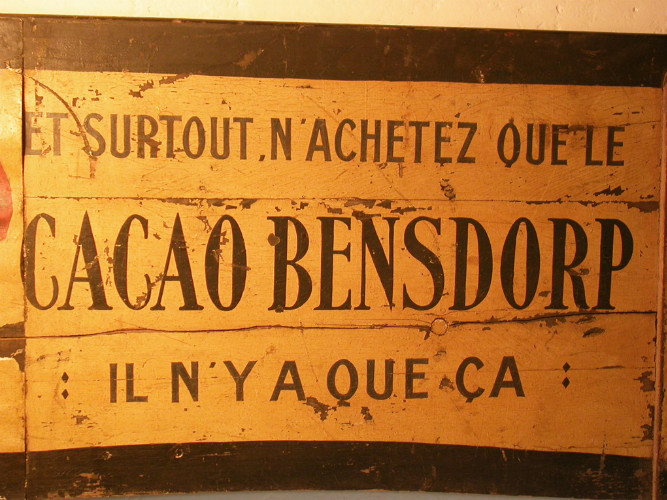 ET SURTOUT, N'ACHETEZ QUE LE
CACAO BENSDORP
: IL N'Y A QUE ÇA :